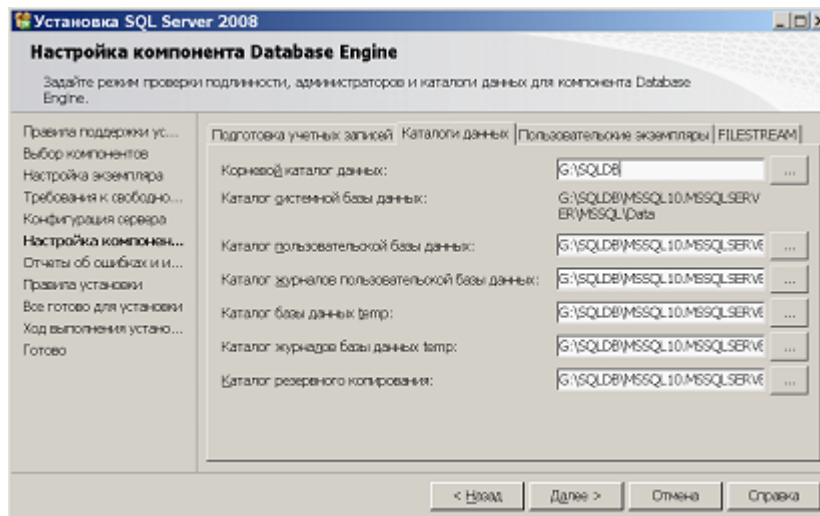 Установка SQL Server 2008
Настройка компонента Database Engine
Задайте режим проверки подлинности, администраторов и каталоги данных для компонента Database
Engine.
Правила поддержки ус...
Выбор компонентов
Настройка экземпляра
Требования к свободно...
Конфигурация сервера
Настройка компонен...
Отчеты об ошибках и и...
Правила установки
Все готово для установки
Ход выполнения устано...
Готово
Подготовка учетных записей Каталоги данных Пользовательские экземпляры FILESTREAM
Корневой каталог данных: G:\SQLDB ...
Каталог системной базы данных: G:\SQLDB\MSSQL10.MSSQLSERV
ER\MSSQL\Data
Каталог пользовательской базы данных: G:\SQLDB\MSSQL10.MSSQLSERVE ...
Каталог журналов пользовательской базы данных: G:\SQLDB\MSSQL10.MSSQLSERVE ...
Каталог базы данных temp: G:\SQLDB\MSSQL10.MSSQLSERVE ...
Каталог журналов базы данных temp: G:\SQLDB\MSSQL10.MSSQLSERVE ...
Каталог резервного копирования: G:\SQLDB\MSSQL10.MSSQLSERVE ...
< Назад Далее > Отмена Справка